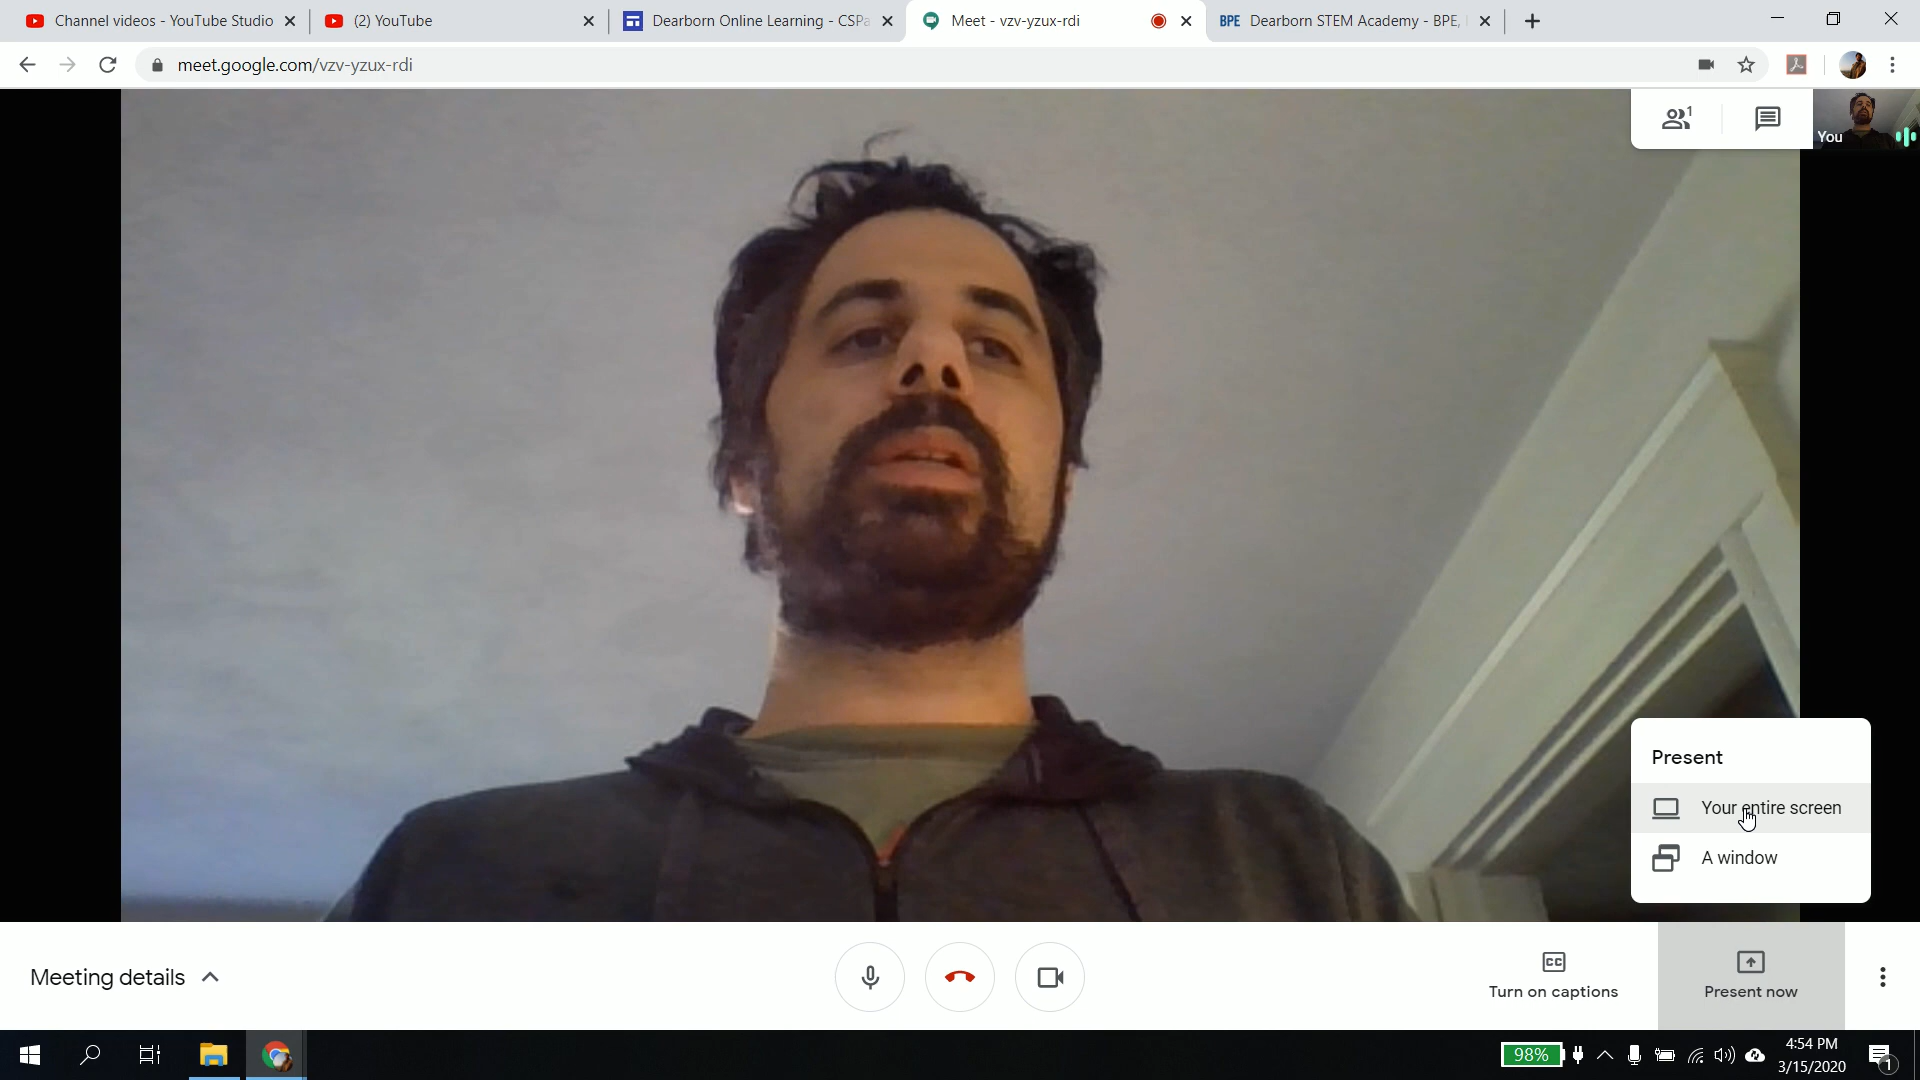 Channel videos - YouTube Studio
(2) YouTube
Dearborn Online Learning - CSPa
Meet - vzv-yzux-rdi
BPE Dearborn STEM Academy - BPE,
meet.google.com/vzv-yzux-rdi
1
You
Present
Your entire screen
A window
Meeting details
CC
Turn on captions
Present now
98%
4:54 PM
3/15/2020
1